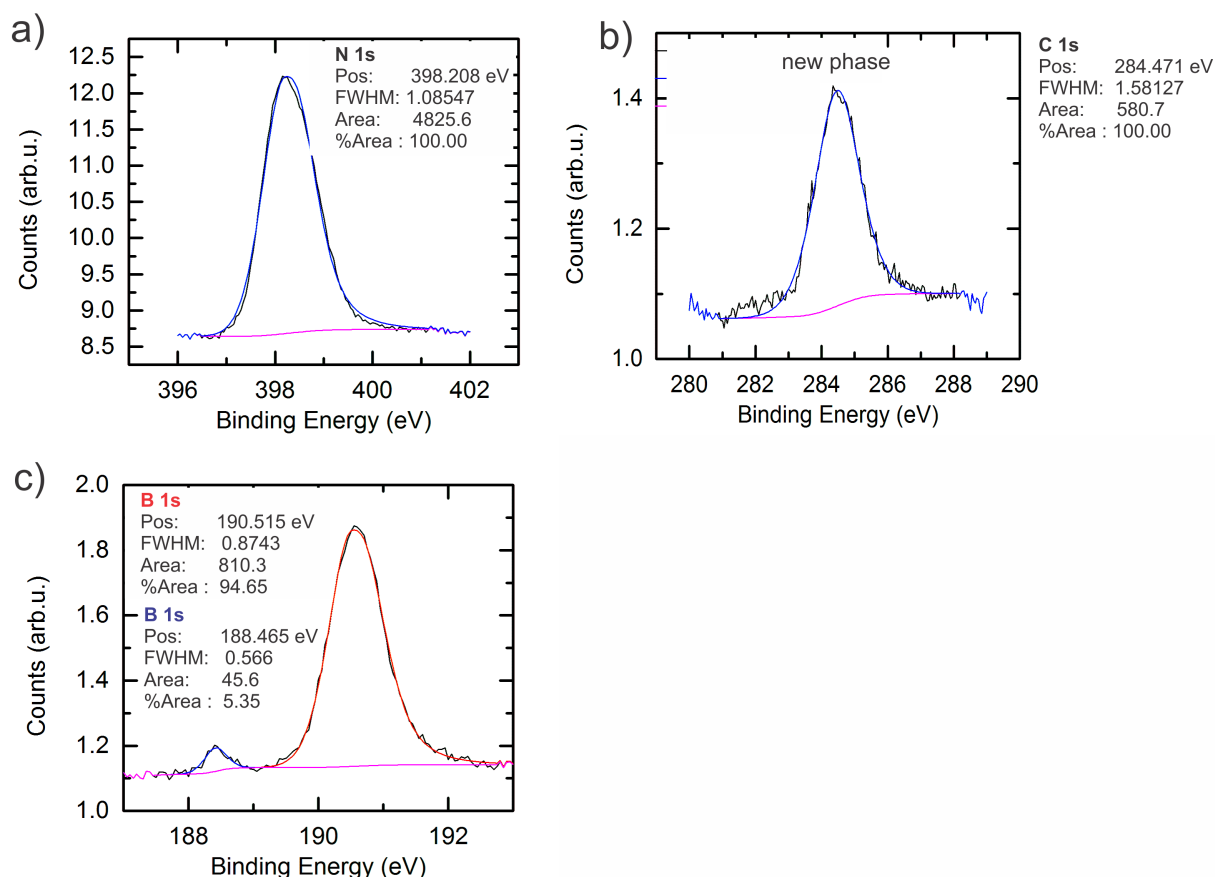 a)
N 1s
Pos: 398.208 eV
FWHM: 1.08547
Area: 4825.6
%Area : 100.00
12.5
12.0
11.5
11.0
10.5
10.0
9.5
9.0
8.5
Counts (arb.u.)
396 398 400 402
Binding Energy (eV)
b)
new phase
C 1s
Pos: 284.471 eV
FWHM: 1.58127
Area: 580.7
%Area : 100.00
1.4
1.2
1.0
Counts (arb.u.)
280 282 284 286 288 290
Binding Energy (eV)
c)
B 1s
Pos: 190.515 eV
FWHM: 0.8743
Area: 810.3
%Area : 94.65
B 1s
Pos: 188.465 eV
FWHM: 0.566
Area: 45.6
%Area : 5.35
2.0
1.8
1.6
1.4
1.2
1.0
Counts (arb.u.)
188 190 192
Binding Energy (eV)